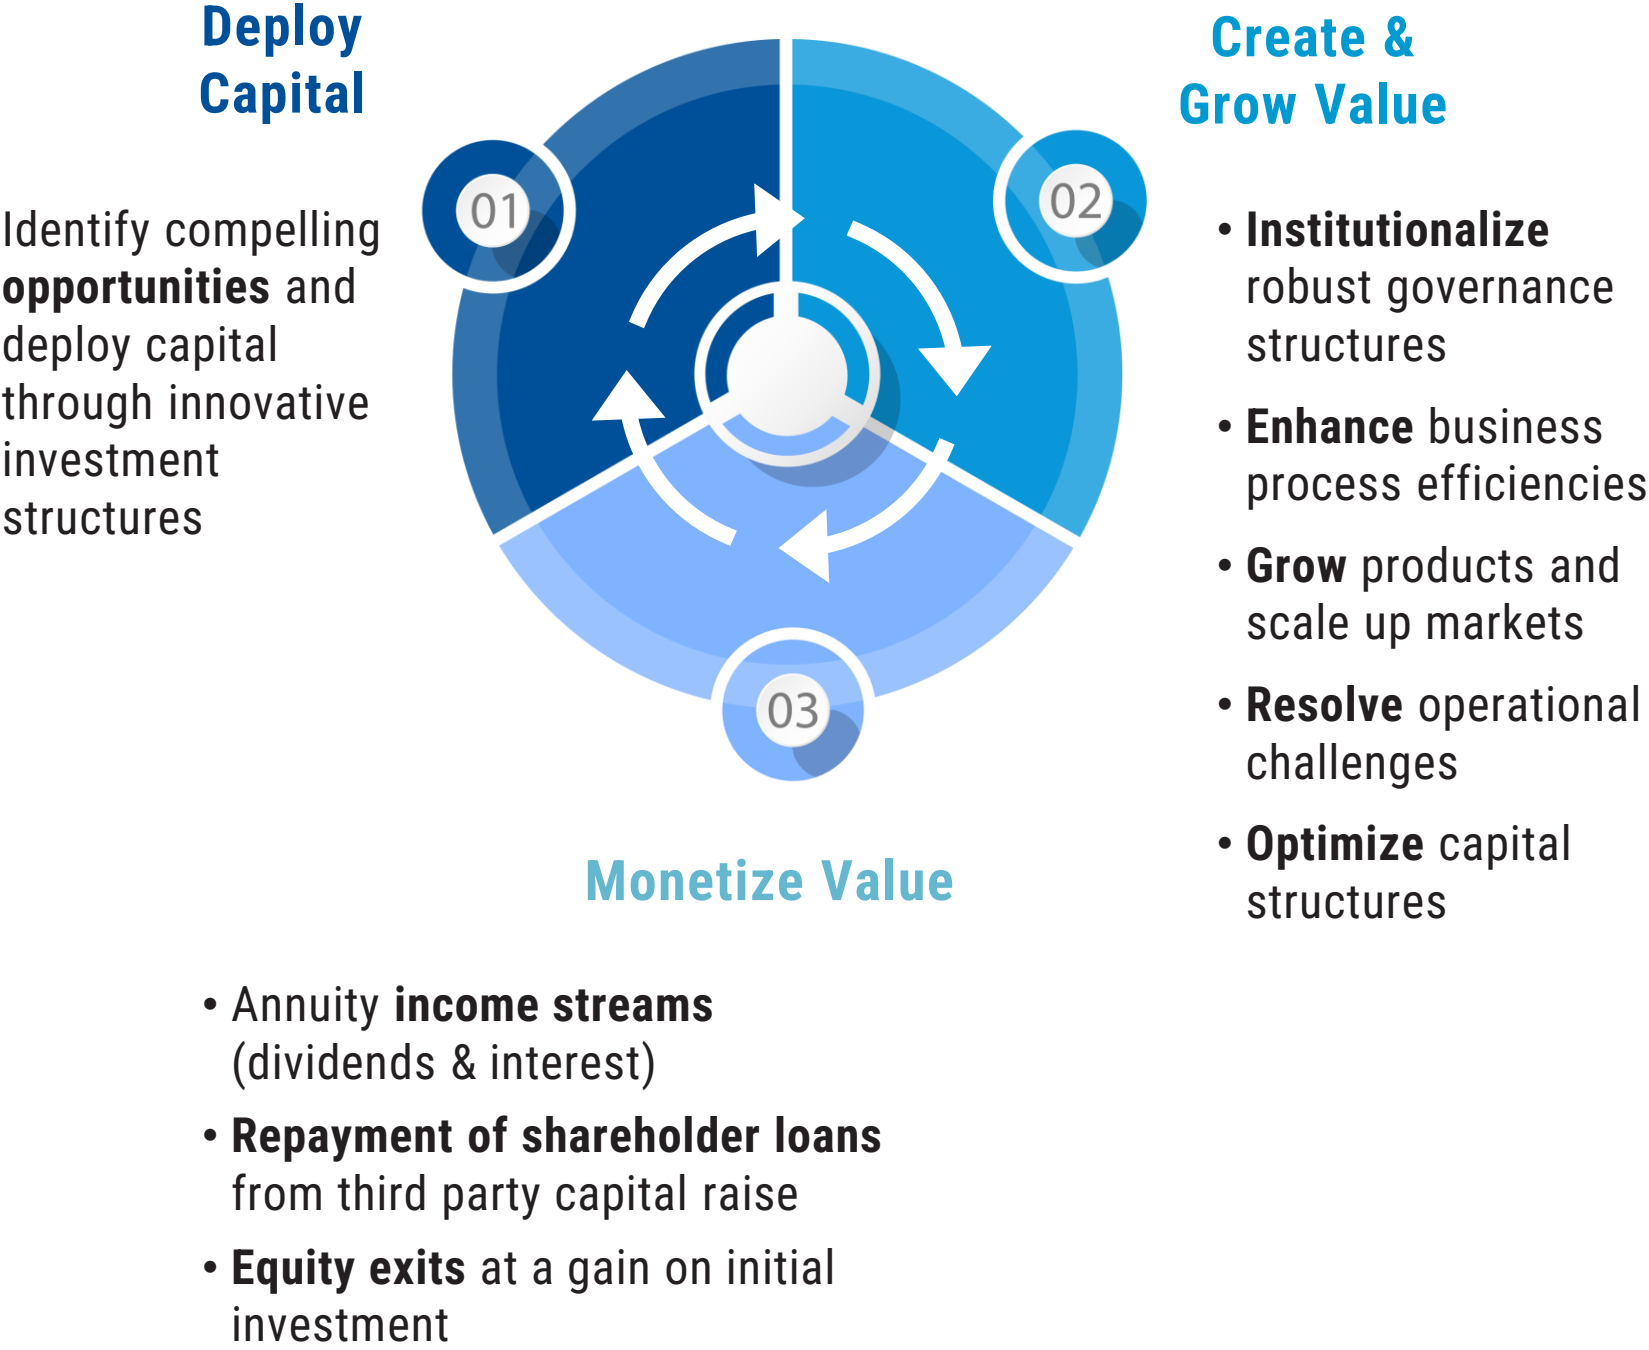 Deploy
Capital
01
Identify compelling
opportunities and
deploy capital
through innovative
investment
structures
Create &
Grow Value
02
• Institutionalize
robust governance
structures
• Enhance business
process efficiencies
• Grow products and
scale up markets
• Resolve operational
challenges
• Optimize capital
structures
03
Monetize Value
• Annuity income streams
(dividends & interest)
• Repayment of shareholder loans
from third party capital raise
• Equity exits at a gain on initial
investment